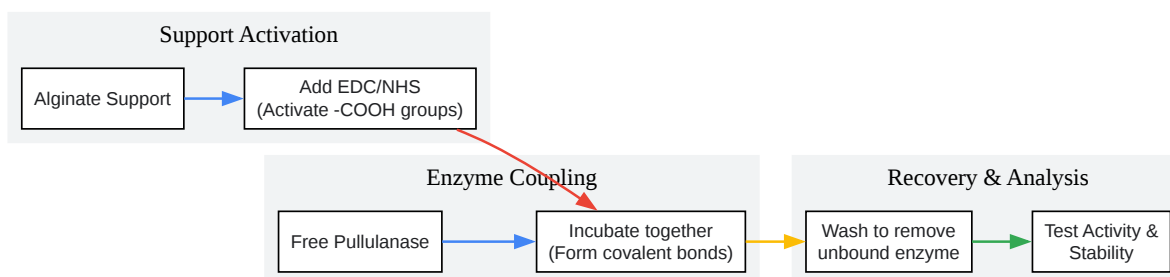 Support Activation
Alginate Support
Add EDC/NHS
(Activate -COOH groups)
Enzyme Coupling
Free Pullulanase
Incubate together
(Form covalent bonds)
Recovery & Analysis
Wash to remove
unbound enzyme
Test Activity &
Stability